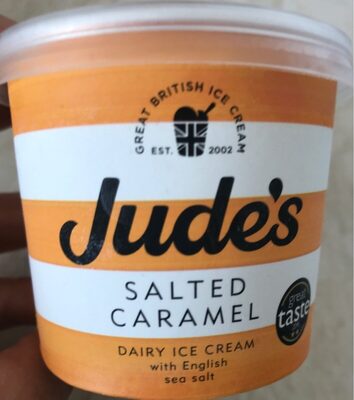 GREAT BRITISH ICE CREAM
EST. 2002
Jude's
SALTED
CARAMEL
great
taste
DAIRY ICE CREAM
with English
sea salt